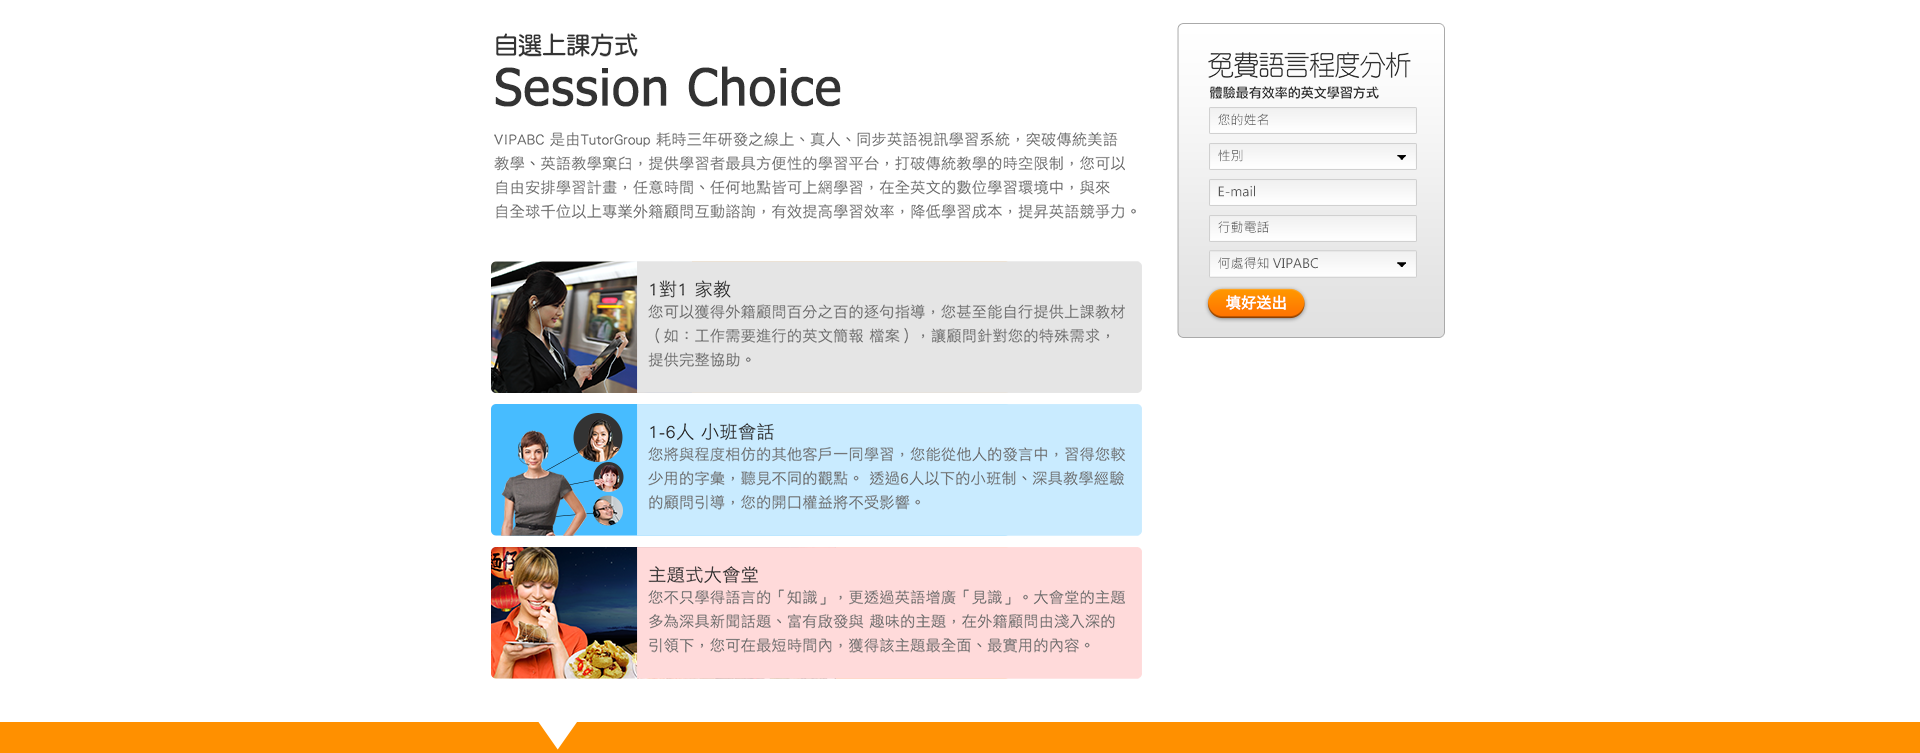 自選上課方式
Session Choice
VIPABC 是由TutorGroup 耗時三年研發之線上、真人、同步英語視訊學習系統，突破傳統美語
教學、英語教學窠臼，提供學習者最具方便性的學習平台，打破傳統教學的時空限制，您可以
自由安排學習計畫，任意時間、任何地點皆可上網學習，在全英文的數位學習環境中，與來
自全球千位以上專業外籍顧問互動諮詢，有效提高學習效率，降低學習成本，提昇英語競爭力。
1對1 家教
您可以獲得外籍顧問百分之百的逐句指導，您甚至能自行提供上課教材
（如：工作需要進行的英文簡報 檔案），讓顧問針對您的特殊需求，
提供完整協助。
1-6人 小班會話
您將與程度相仿的其他客戶一同學習，您能從他人的發言中，習得您較
少用的字彙，聽見不同的觀點。 透過6人以下的小班制、深具教學經驗
的顧問引導，您的開口權益將不受影響。
主題式大會堂
您不只學得語言的「知識」，更透過英語增廣「見識」。大會堂的主題
多為深具新聞話題、富有啟發與 趣味的主題，在外籍顧問由淺入深的
引領下，您可在最短時間內，獲得該主題最全面、最實用的內容。
免費語言程度分析
體驗最有效率的英文學習方式
您的姓名
性別
E-mail
行動電話
何處得知 VIPABC
填好送出